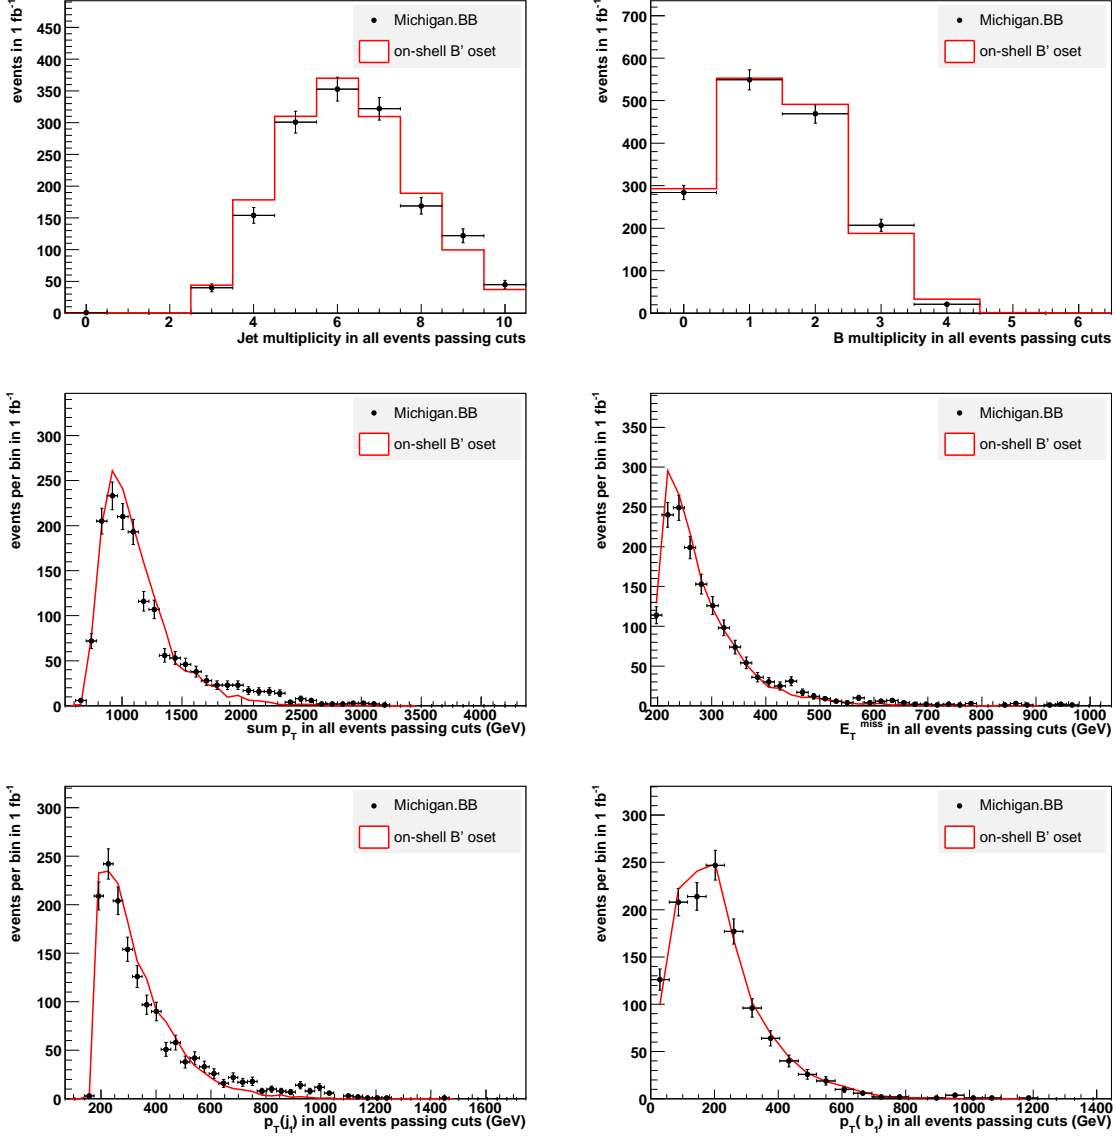 events in 1 fb⁻¹
450
400
350
300
250
200
150
100
50
0
0 2 4 6 8 10
Jet multiplicity in all events passing cuts
Michigan.BB
on-shell B' oset
events in 1 fb⁻¹
700
600
500
400
300
200
100
0
0 1 2 3 4 5 6
B multiplicity in all events passing cuts
Michigan.BB
on-shell B' oset
events per bin in 1 fb⁻¹
300
250
200
150
100
50
0
1000 1500 2000 2500 3000 3500 4000
sum p_T in all events passing cuts (GeV)
Michigan.BB
on-shell B' oset
events per bin in 1 fb⁻¹
350
300
250
200
150
100
50
0
200 300 400 500 600 700 800 900 1000
E_T^miss in all events passing cuts (GeV)
Michigan.BB
on-shell B' oset
events per bin in 1 fb⁻¹
300
250
200
150
100
50
0
200 400 600 800 1000 1200 1400 1600
p_T(j_1) in all events passing cuts (GeV)
Michigan.BB
on-shell B' oset
events per bin in 1 fb⁻¹
300
250
200
150
100
50
0
0 200 400 600 800 1000 1200 1400
p_T( b_1) in all events passing cuts (GeV)
Michigan.BB
on-shell B' oset